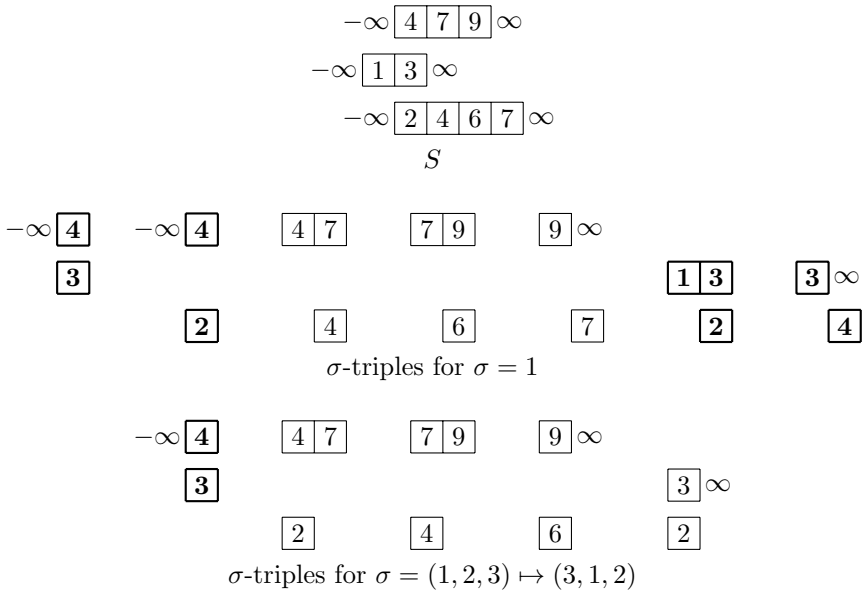 −∞ 4 7 9 ∞
−∞ 1 3 ∞
−∞ 2 4 6 7 ∞
S
−∞ 4 −∞ 4 4 7 7 9 9 ∞
3 1 3 3 ∞
2 4 6 7 2 4
σ-triples for σ = 1
−∞ 4 4 7 7 9 9 ∞
3 3 ∞
2 4 6 2
σ-triples for σ = (1, 2, 3) ↦ (3, 1, 2)